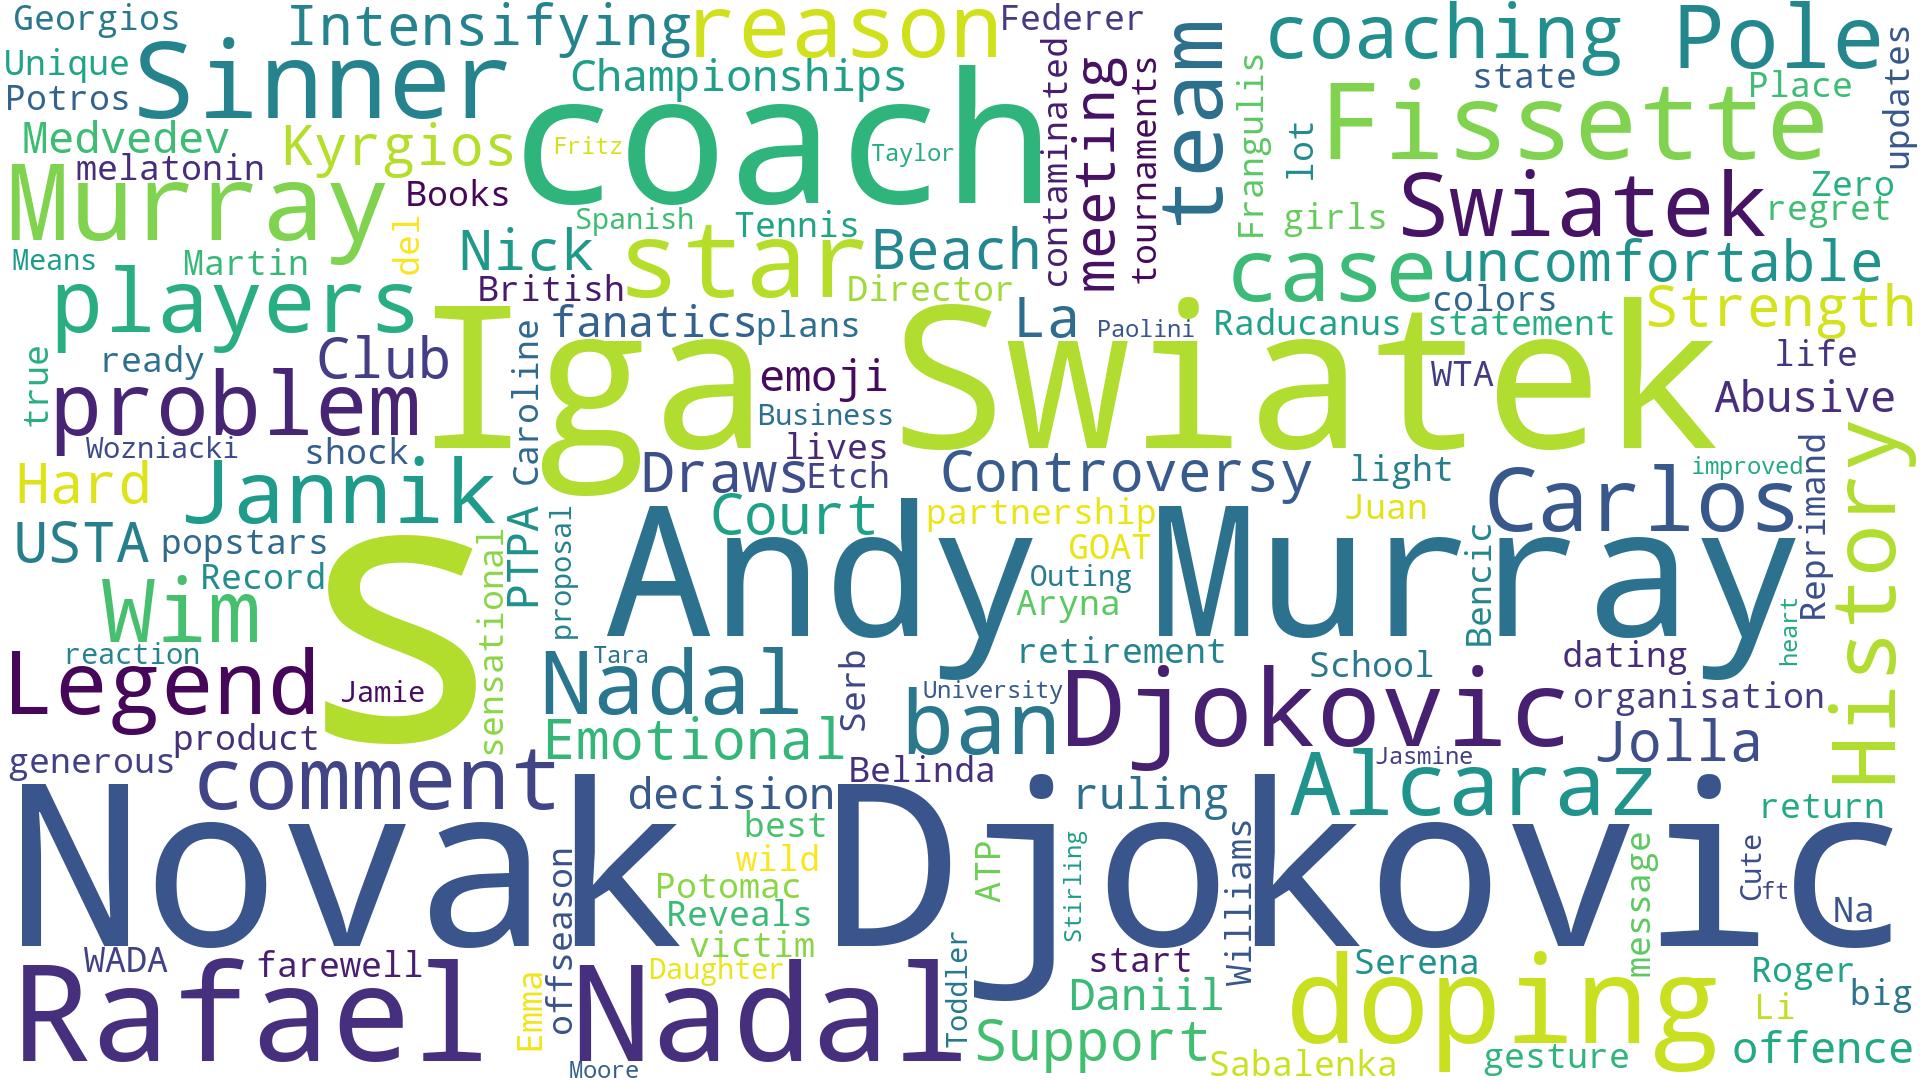 Georgios
Intensifying
reason
Federer
coaching
Pole
Unique
Sinner
Championships
contaminated
meeting
tournaments
team
Frangulis
state
Place
updates
Potros
coach
Fissette
Medvedev
Kyrgios
Fritz
Taylor
lot
melatonin
Murray
Books
Swiatek
Zero
del
Spanish
Tennis
girls
regret
Means
Martin
Nick
star
Beach
case
uncomfortable
players
British
Director
colors
Strength
Iga Swiatek
fanatics
plans
La
Paolini
Raducanus
statement
true
ready
Club
Caroline
emoji
WTA
life
problem
Business
Abusive
Wozniacki
shock
lives
Hard
Jannik
Draws
Etch
Controversy
light
Carlos
improved
Reprimand
History
USTA
popstars
PTPA
proposal
Court
partnership
Juan
Andy Murray
GOAT
Bencic
Record
sensational
Outing
Wim
S
Aryna
heart
reaction
Tara
retirement
School
dating
Legend
Jamie
Nadal
Serb
University
Djokovic
organisation
product
Emotional
ban
Jolla
generous
comment
Belinda
Jasmine
Novak Djokovic
decision
ruling
Alcaraz
return
best
wild
ATP
Stirling
Williams
message
Cute
ft
Potomac
Na
Reveals
offseason
victim
WADA
farewell
Daughter
Toddler
start
Serena
Roger
Rafael Nadal
Emma
Daniil
doping
Li
big
Support
Moore
Sabalenka
gesture
offence